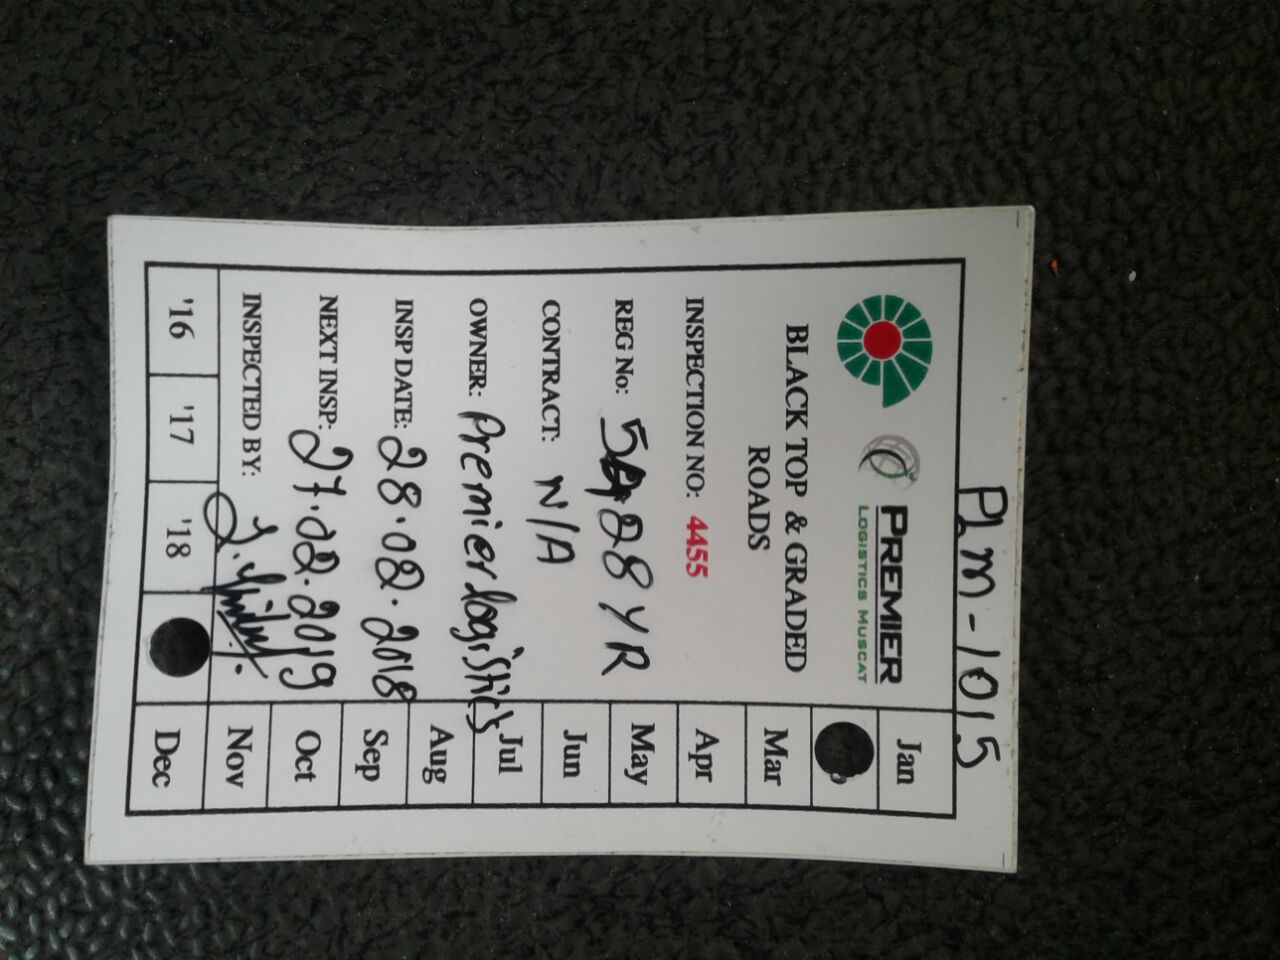 PLM-1015
PREMIER
LOGISTICS MUSCAT
BLACK TOP & GRADED
ROADS
INSPECTION NO: 4455
REG No: 28 YR
CONTRACT: N/A
OWNER: Premier logistics
INSP DATE: 28.02.2018
NEXT INSP: 27.02.2019
INSPECTED BY:
'16 '17 '18
Jan
Mar
Apr
May
Jun
Jul
Aug
Sep
Oct
Nov
Dec